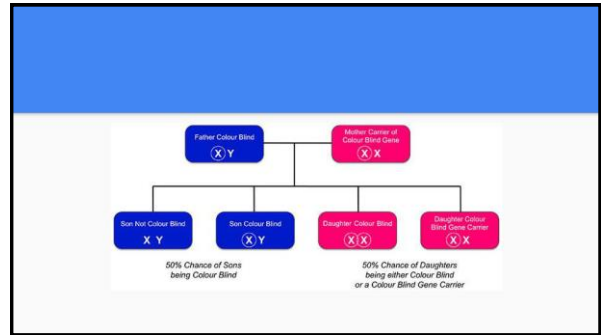 Father Colour Blind
X Y
Mother Carrier of
Colour Blind Gene
X X
Son Not Colour Blind
X Y
Son Colour Blind
X Y
Daughter Colour Blind
X X
Daughter Colour
Blind Gene Carrier
X X
50% Chance of Sons
being Colour Blind
50% Chance of Daughters
being either Colour Blind
or a Colour Blind Gene Carrier